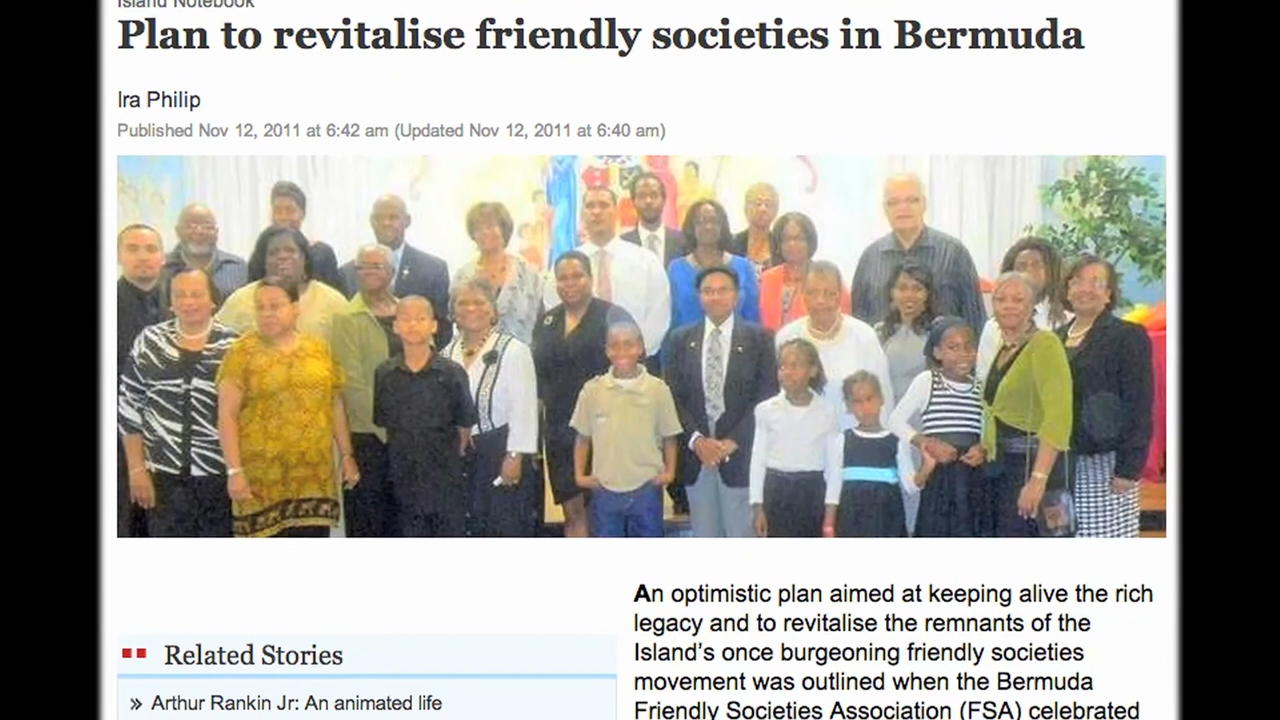 Island Notebook
Plan to revitalise friendly societies in Bermuda
Ira Philip
Published Nov 12, 2011 at 6:42 am (Updated Nov 12, 2011 at 6:40 am)
Related Stories
» Arthur Rankin Jr: An animated life
An optimistic plan aimed at keeping alive the rich
legacy and to revitalise the remnants of the
Island's once burgeoning friendly societies
movement was outlined when the Bermuda
Friendly Societies Association (FSA) celebrated